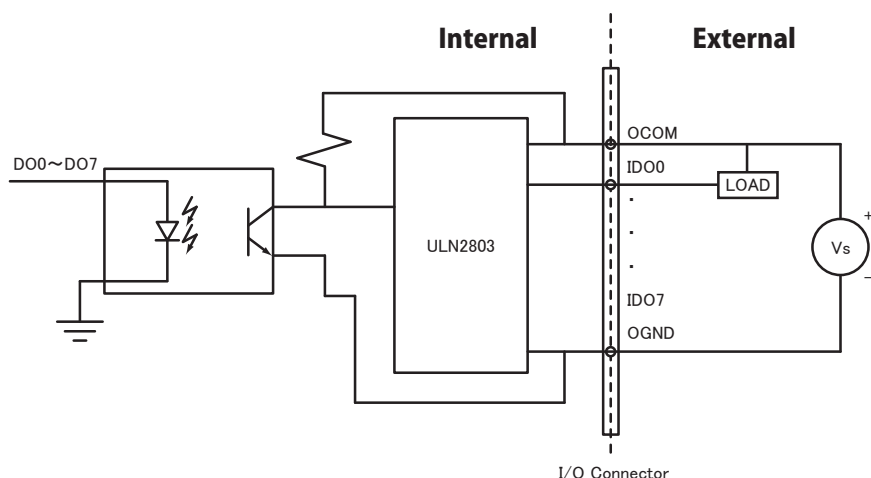 Internal
External
OCOM
DO0～DO7
IDO0
LOAD
ULN2803
+
Vs
−
IDO7
OGND
I/O Connector